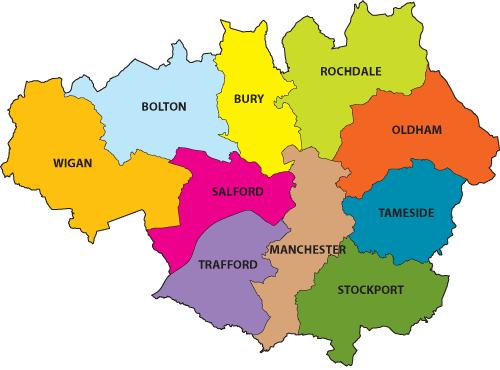 ROCHDALE
BURY
BOLTON
OLDHAM
WIGAN
SALFORD
TAMESIDE
MANCHESTER
TRAFFORD
STOCKPORT